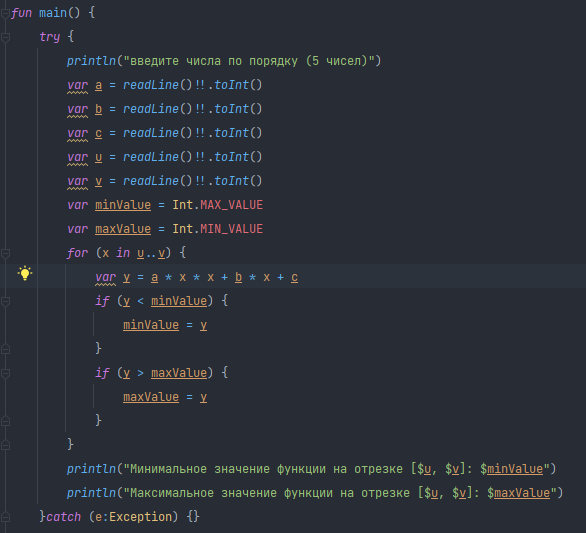 fun main() {
    try {
        println("введите числа по порядку (5 чисел)")
        var a = readLine()!!.toInt()
        var b = readLine()!!.toInt()
        var c = readLine()!!.toInt()
        var u = readLine()!!.toInt()
        var v = readLine()!!.toInt()
        var minValue = Int.MAX_VALUE
        var maxValue = Int.MIN_VALUE
        for (x in u..v) {
            var y = a * x * x + b * x + c
            if (y < minValue) {
                minValue = y
            }
            if (y > maxValue) {
                maxValue = y
            }
        }
        println("Минимальное значение функции на отрезке [$u, $v]: $minValue")
        println("Максимальное значение функции на отрезке [$u, $v]: $maxValue")
    }catch (e:Exception) {}